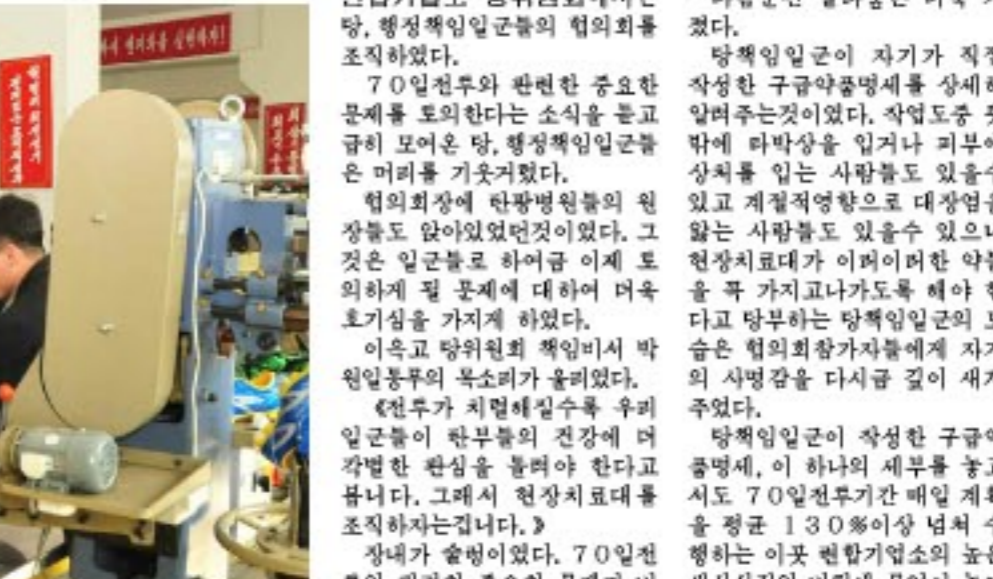 탕, 행정책임일군들의 협의회를
조직하였다.
70일전투와 관련한 중요한
문제를 토의한다는 소식을 듣고
급히 모여온 당, 행정책임일군들
은 머리를 기웃거렸다.
협의회장에 탄광병원들의 원
장들도 앉아있었던것이였다. 그
것은 일군들로 하여금 이제 토
의하게 될 문제에 대하여 더욱
호기심을 가지게 하였다.
이윽고 당위원회 책임비서 박
원일동무의 목소리가 울리였다.
《전투가 치렬해질수록 우리
일군들이 탄부들의 건강에 더
각별한 관심을 돌려야 한다고
봅니다. 그래서 현장치료대를
조직하자는겁니다.》
장내가 술렁이였다. 70일전
졌다.
당책임일군이 자기가 직접
작성한 구급약품명세를 상세히
알려주는것이였다. 작업도중
밖에 타박상을 입거나 피부에
상처를 입는 사람들도 있을수
있고 계절적영향으로 대장염을
앓는 사람들도 있을수 있으니
현장치료대가 이러이러한 약들
을 꼭 가지고나가도록 해야
다고 당부하는 당책임일군의
습은 협의회참가자들에게 자기
의 사명감을 다시금 깊이 새겨
주었다.
당책임일군이 작성한 구급약
품명세, 이 하나의 세부를 놓고
서도 70일전투기간 매일 계획
을 평균 130%이상 넘쳐 수
행하는 이곳 련합기업소의 높은